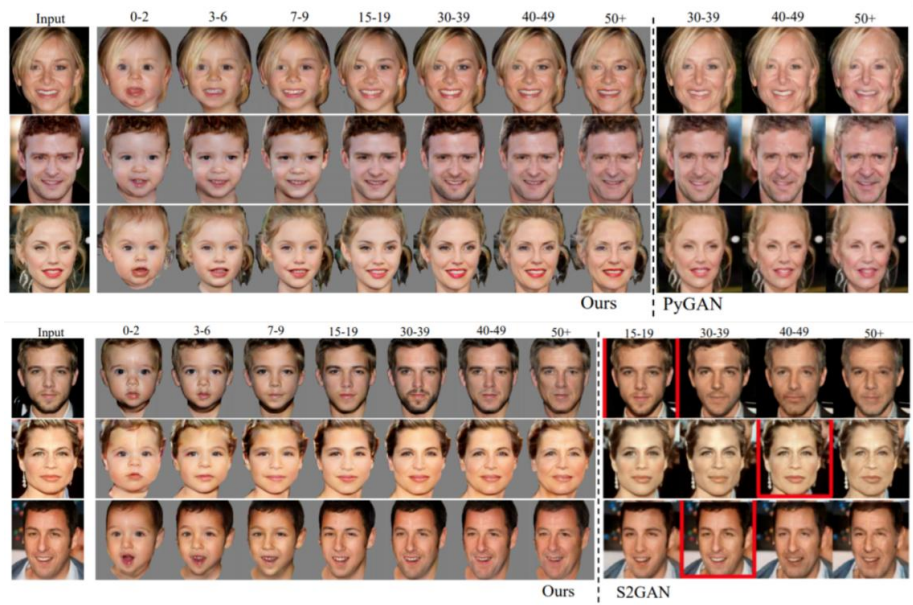 Input 0-2 3-6 7-9 15-19 30-39 40-49 50+ 30-39 40-49 50+
Ours PyGAN
Input 0-2 3-6 7-9 15-19 30-39 40-49 50+ 15-19 30-39 40-49 50+
Ours S2GAN